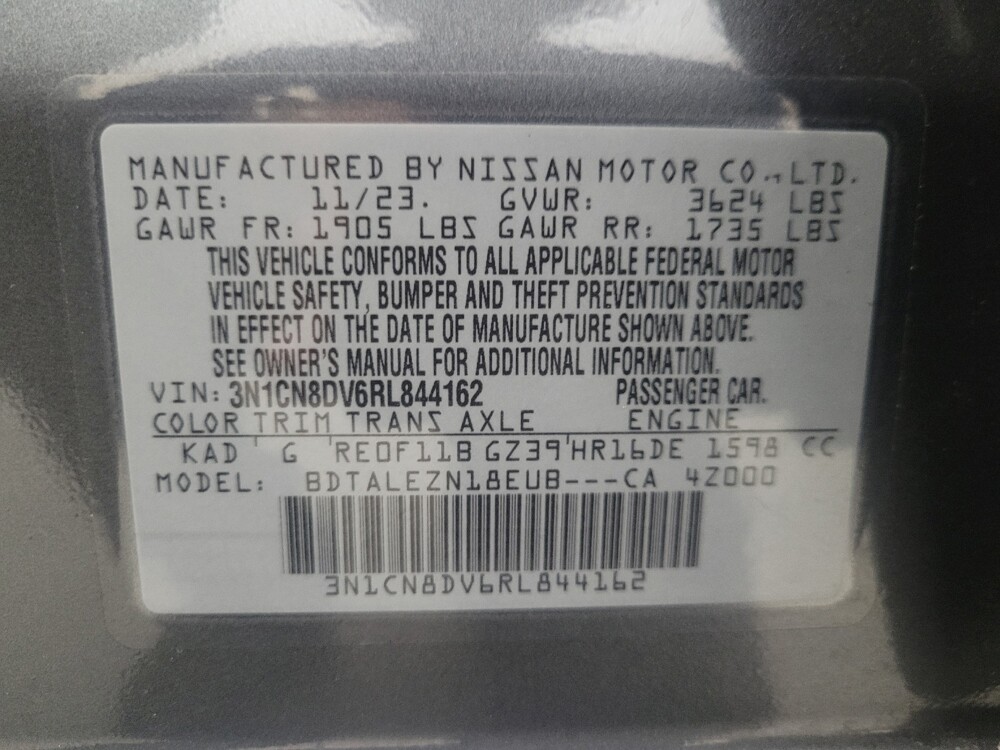 MANUFACTURED BY NISSAN MOTOR CO., LTD.
DATE: 11/23. GVWR: 3624 LBS
GAWR FR: 1905 LBS GAWR RR: 1735 LBS
THIS VEHICLE CONFORMS TO ALL APPLICABLE FEDERAL MOTOR
VEHICLE SAFETY, BUMPER AND THEFT PREVENTION STANDARDS
IN EFFECT ON THE DATE OF MANUFACTURE SHOWN ABOVE.
SEE OWNER'S MANUAL FOR ADDITIONAL INFORMATION.
VIN: 3N1CN8DV6RL844162 PASSENGER CAR.
COLOR TRIM TRANS AXLE ENGINE
KAD ' G ' RE0F11B GZ39 ' HR16DE 1598 CC
MODEL: BDTALEZN18EUB---CA 4Z000
3N1CN8DV6RL844162